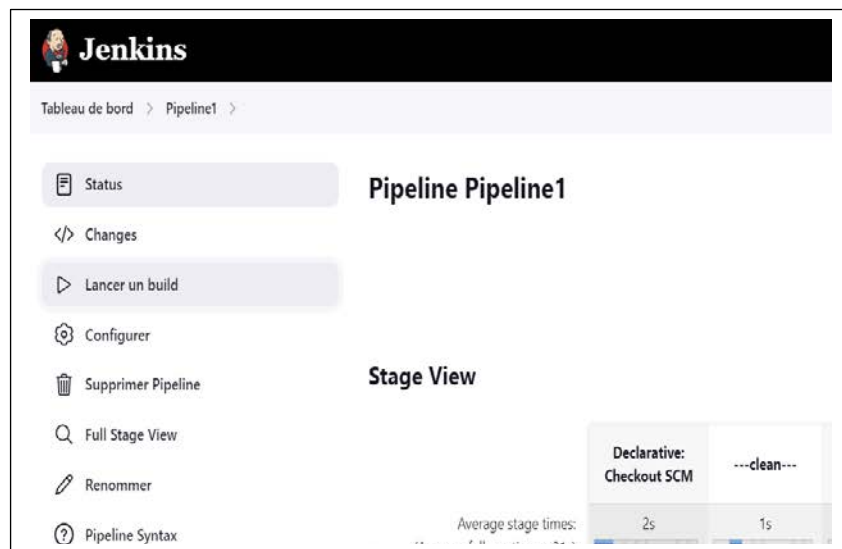 Jenkins
Tableau de bord > Pipeline1 >
Status
Changes
Lancer un build
Configurer
Supprimer Pipeline
Full Stage View
Renommer
Pipeline Syntax
Pipeline Pipeline1
Stage View
Declarative:
Checkout SCM
---clean---
Average stage times:
2s
1s